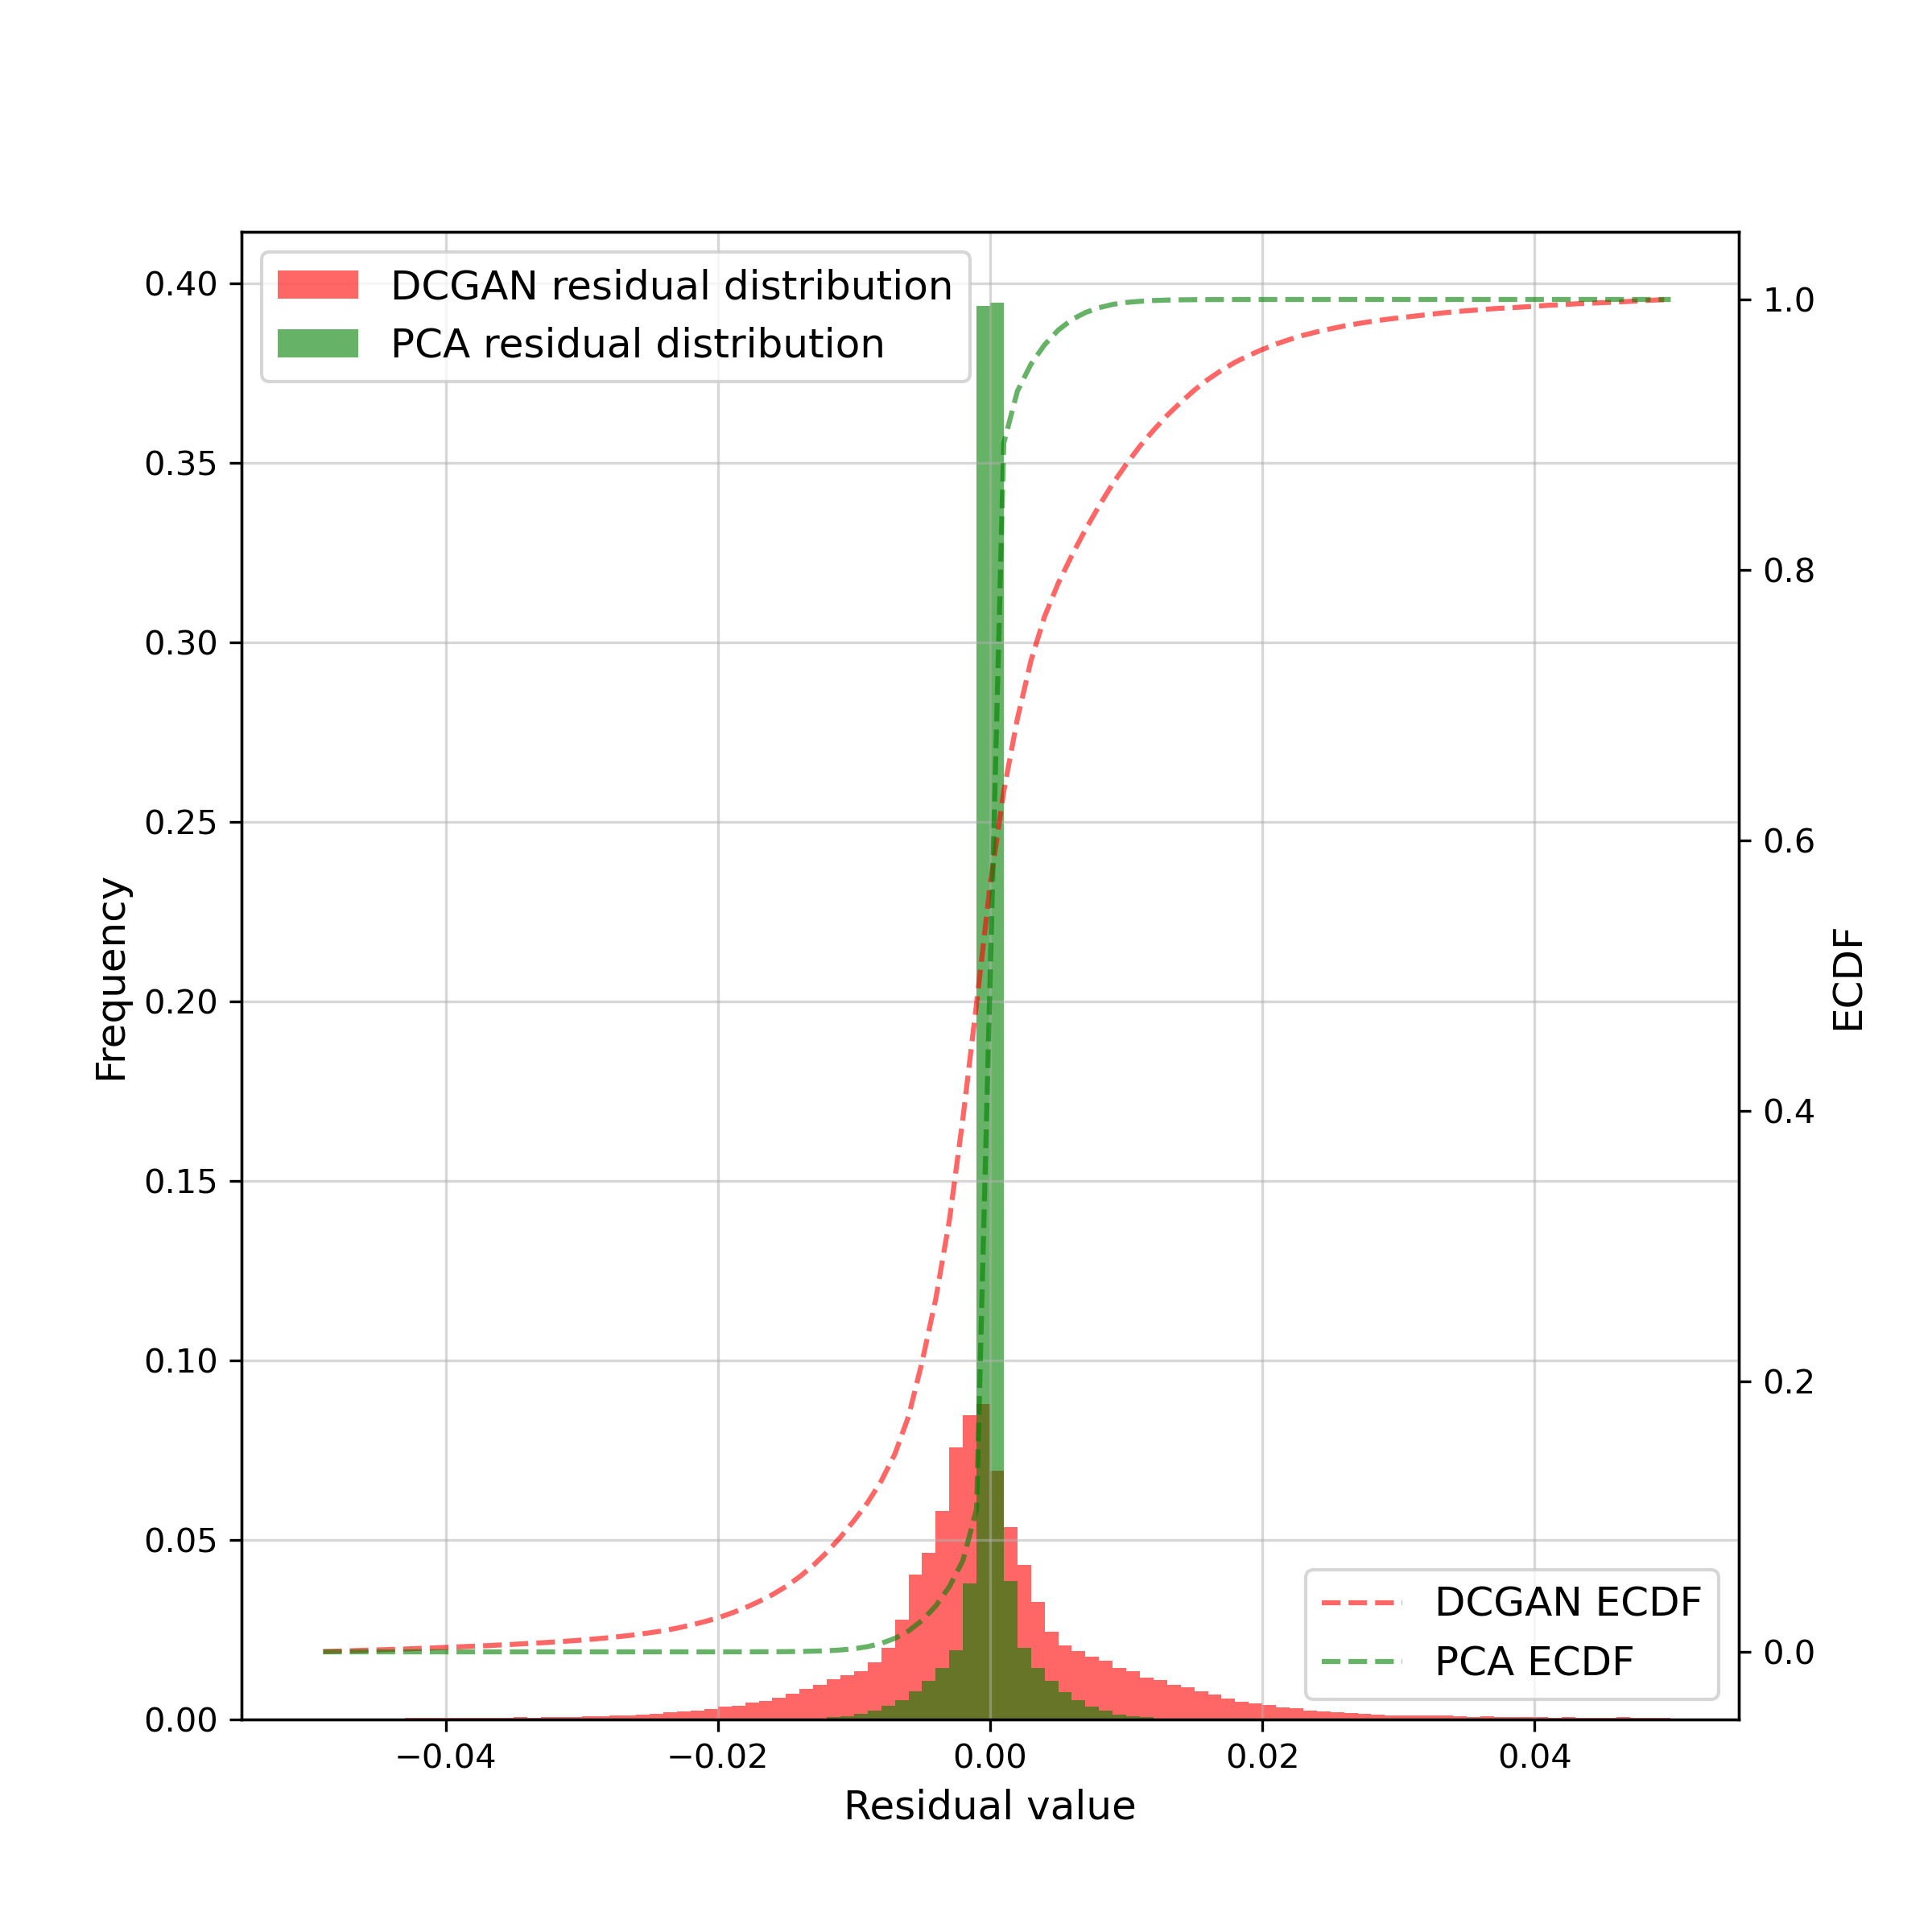 DCGAN residual distribution
PCA residual distribution
0.40
0.35
0.30
0.25
0.20
0.15
0.10
0.05
0.00
Frequency
1.0
0.8
0.6
0.4
0.2
0.0
ECDF
DCGAN ECDF
PCA ECDF
−0.04 −0.02 0.00 0.02 0.04
Residual value